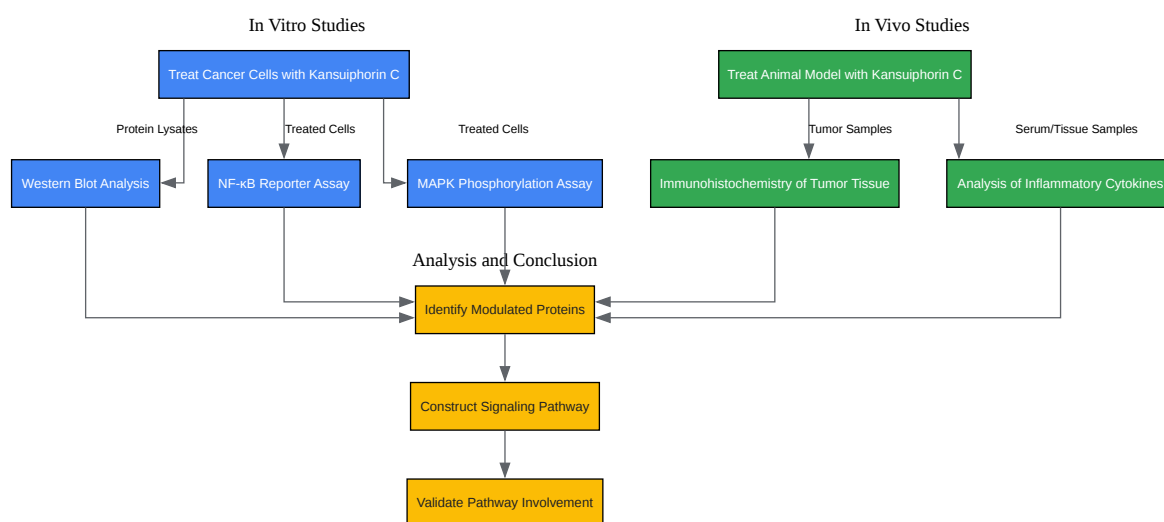 In Vitro Studies
In Vivo Studies
Treat Cancer Cells with Kansuiphorin C
Treat Animal Model with Kansuiphorin C
Protein Lysates
Treated Cells
Treated Cells
Tumor Samples
Serum/Tissue Samples
Western Blot Analysis
NF-κB Reporter Assay
MAPK Phosphorylation Assay
Immunohistochemistry of Tumor Tissue
Analysis of Inflammatory Cytokines
Analysis and Conclusion
Identify Modulated Proteins
Construct Signaling Pathway
Validate Pathway Involvement